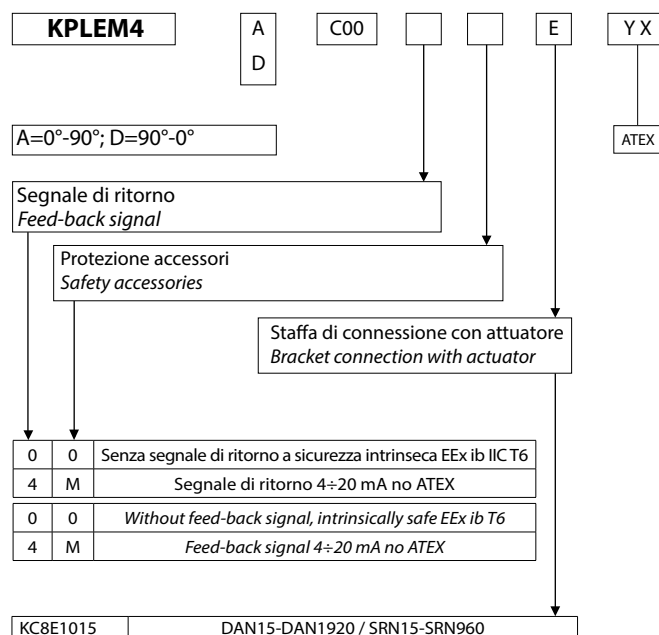 KPLEM4 A C00 E Y X
D
A=0°-90°; D=90°-0°
ATEX
Segnale di ritorno
Feed-back signal
Protezione accessori
Safety accessories
Staffa di connessione con attuatore
Bracket connection with actuator
0 0 Senza segnale di ritorno a sicurezza intrinseca EEx ib IIC T6
4 M Segnale di ritorno 4÷20 mA no ATEX
0 0 Without feed-back signal, intrinsically safe EEx ib T6
4 M Feed-back signal 4÷20 mA no ATEX
KC8E1015 DAN15-DAN1920 / SRN15-SRN960